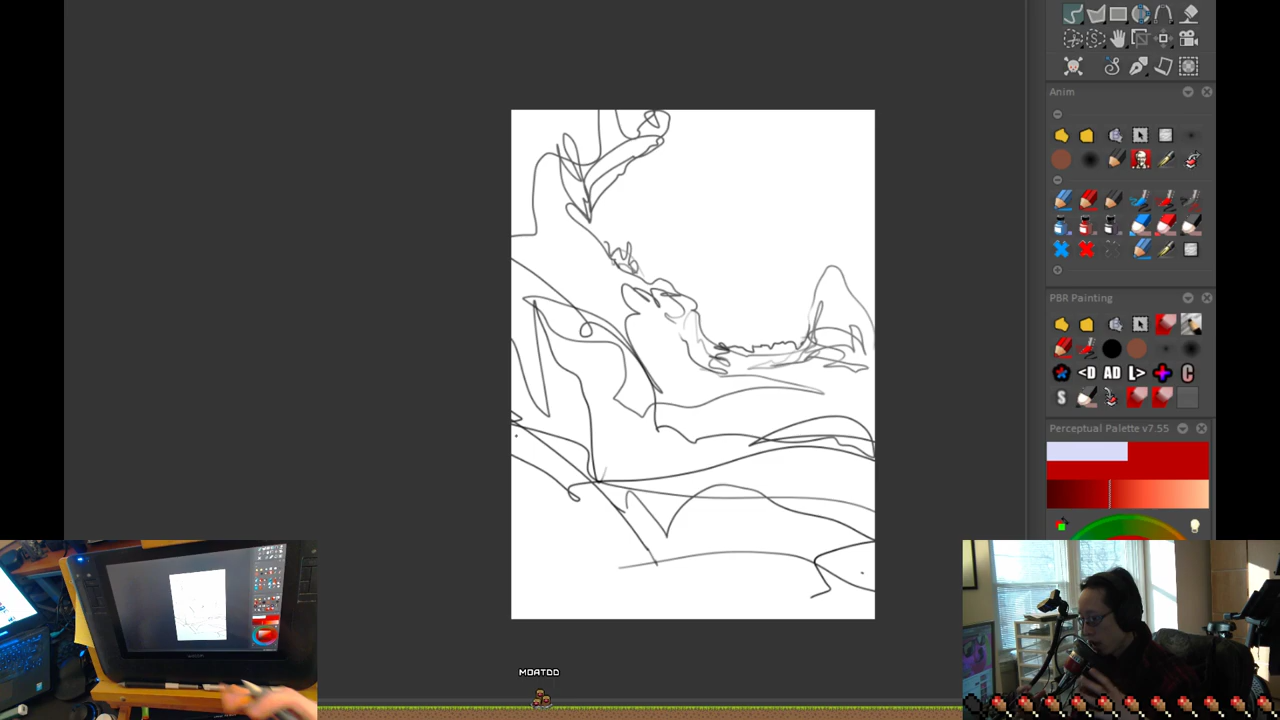 Anim
PBR Painting
<D AD L> C
S
Perceptual Palette v7.55
MOATDD